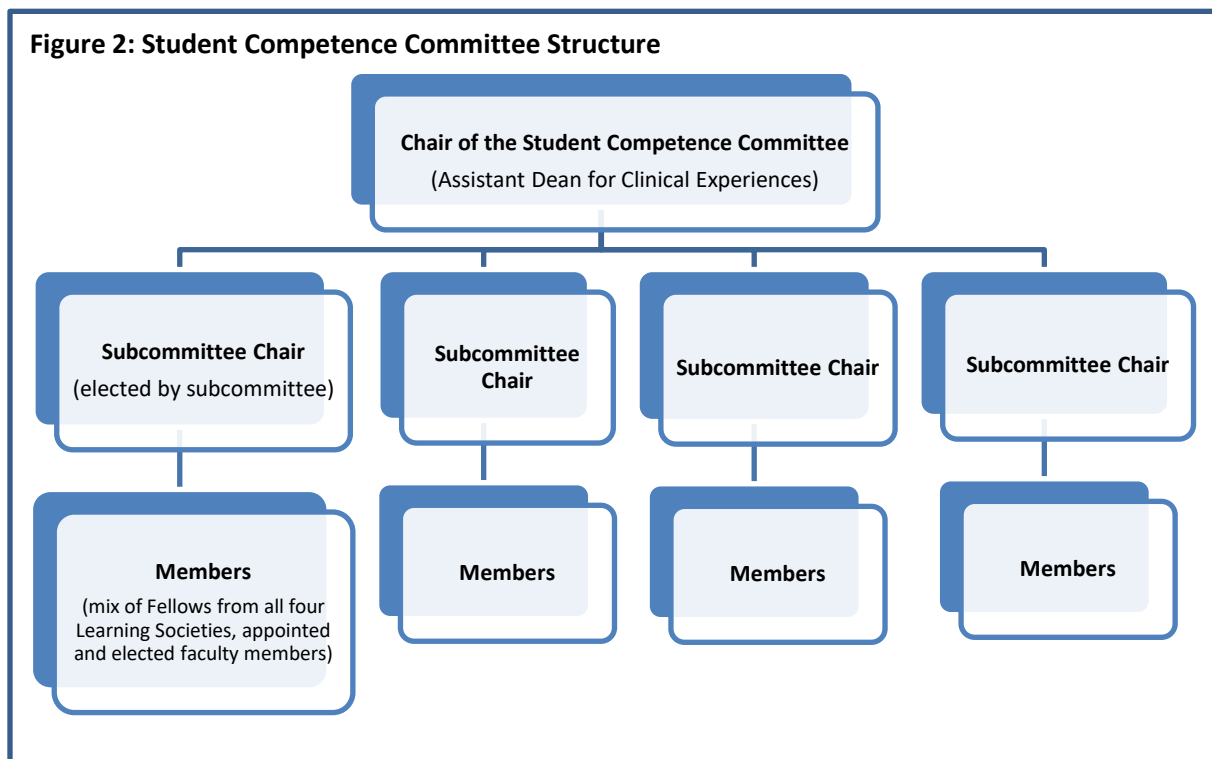 Figure 2: Student Competence Committee Structure
Chair of the Student Competence Committee
(Assistant Dean for Clinical Experiences)
Subcommittee Chair
(elected by subcommittee)
Subcommittee
Chair
Subcommittee Chair
Subcommittee Chair
Members
(mix of Fellows from all four
Learning Societies, appointed
and elected faculty members)
Members
Members
Members